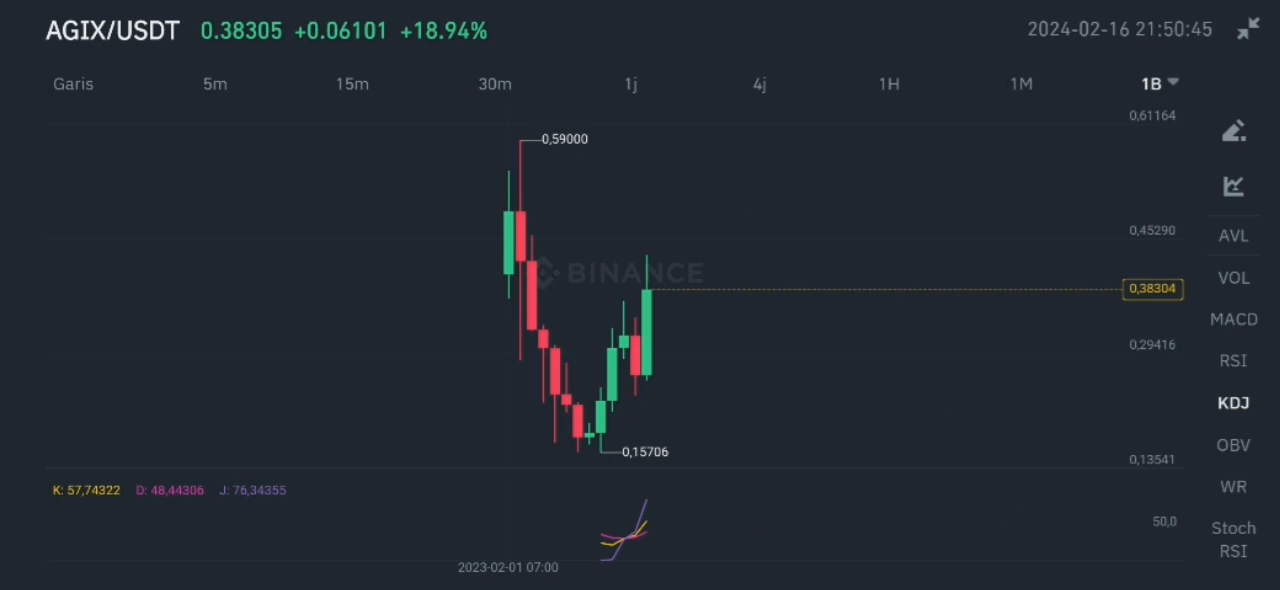 AGIX/USDT 0.38305 +0.06101 +18.94% 2024-02-16 21:50:45
Garis 5m 15m 30m 1j 4j 1H 1M 1B
0,61164
0,59000
AVL
0,45290
BINANCE
VOL
0,38304
MACD
0,29416
RSI
KDJ
OBV
0,15706
0,13541
WR
K: 57,74322 D: 48,44306 J: 76,34355
50,0
Stoch
RSI
2023-02-01 07:00